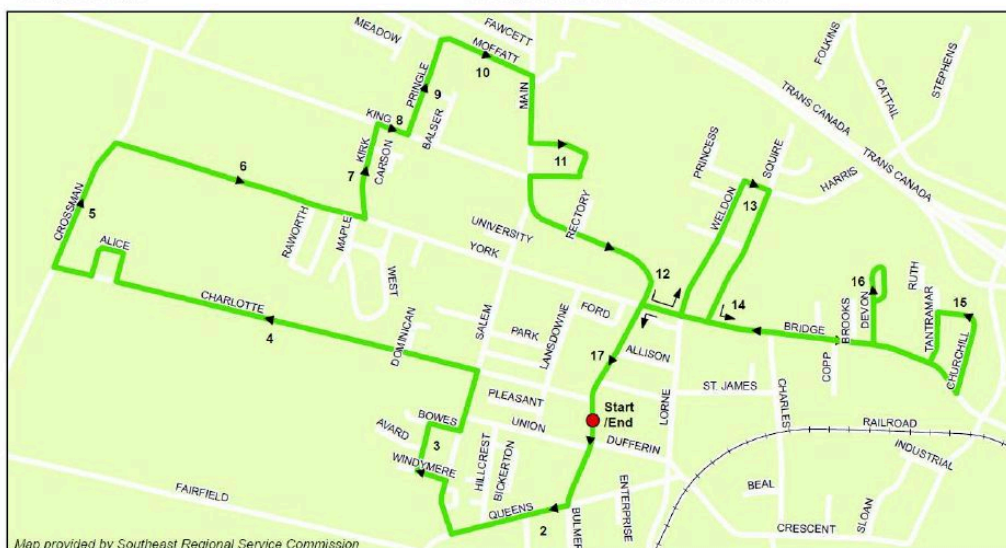 FAWCETT
MEADOW
MOFFATT
10
PRINGLE
9
MAIN
FOLKINS
CATTAIL
STEPHENS
TRANS CANADA
TRANS CANADA
KING
8
BALSER
KIRK
CARSON
7
6
11
PRINCESS
SQUIRE
HARRIS
WELDON
13
CROSSMAN
5
ALICE
RAWORTH
MAPLE
WEST
UNIVERSITY
YORK
RECTORY
12
14
16
RUTH
15
CHARLOTTE
4
DOMINICAN
SALEM
PARK
LANSDOWNE
FORD
17
ALLISON
BRIDGE
COPP
BROOKS
DEVON
TANTRAMAR
CHURCHILL
PLEASANT
UNION
Start
/End
LORNE
ST. JAMES
CHARLES
BOWES
AVARD
3
WINDYMERE
HILLCREST
BICKERTON
DUFFERIN
RAILROAD
INDUSTRIAL
FAIRFIELD
QUEENS
2
BULMER
ENTERPRISE
BEAL
CRESCENT
SLOAN
Map provided by Southeast Regional Service Commission